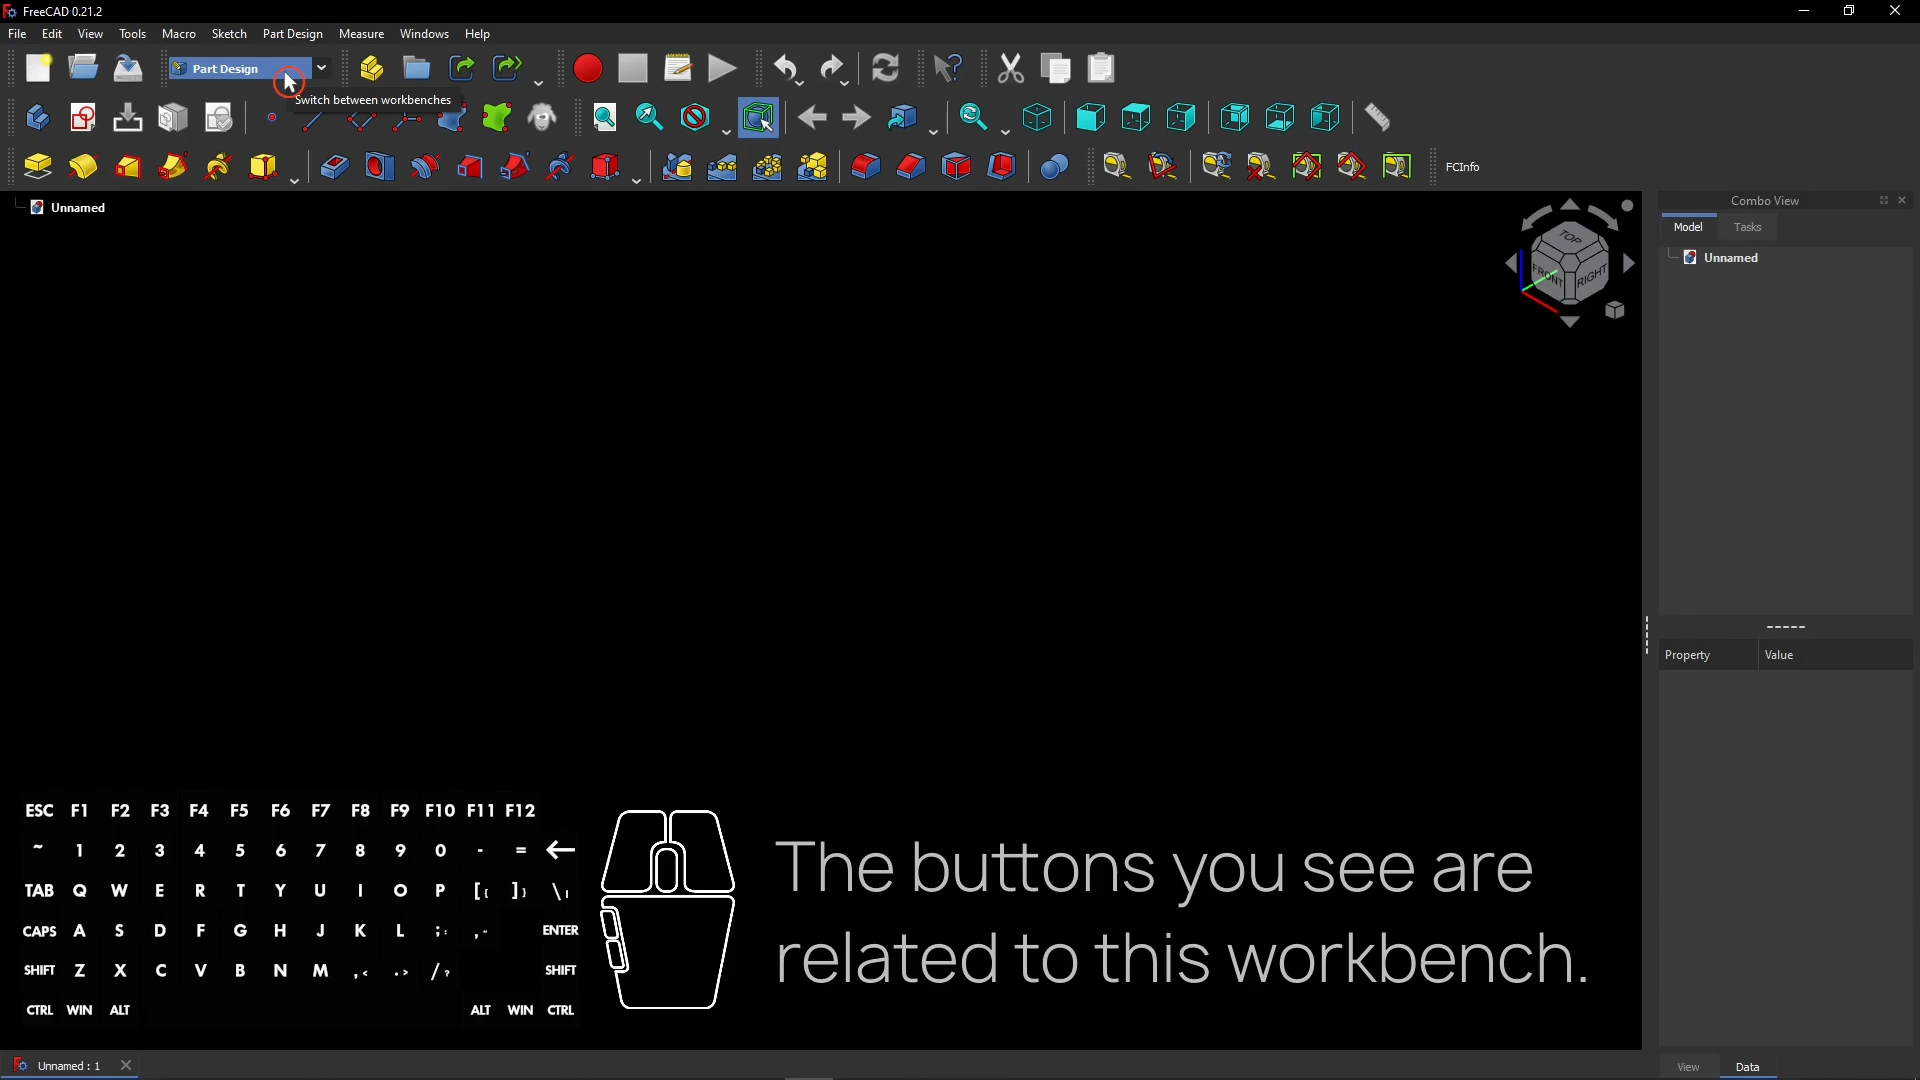 FreeCAD 0.21.2
File Edit View Tools Macro Sketch Part Design Measure Windows Help
Part Design
Switch between workbenches
FCInfo
Unnamed
TOP
FRONT
RIGHT
Combo View
Model Tasks
Unnamed
Property Value
ESC F1 F2 F3 F4 F5 F6 F7 F8 F9 F10 F11 F12
~ 1 2 3 4 5 6 7 8 9 0 - = ←
TAB Q W E R T Y U I O P [{ ]} \|
CAPS A S D F G H J K L ;: ,“ ENTER
SHIFT Z X C V B N M ,< .> /? SHIFT
CTRL WIN ALT ALT WIN CTRL
The buttons you see are
related to this workbench.
Unnamed : 1
View Data